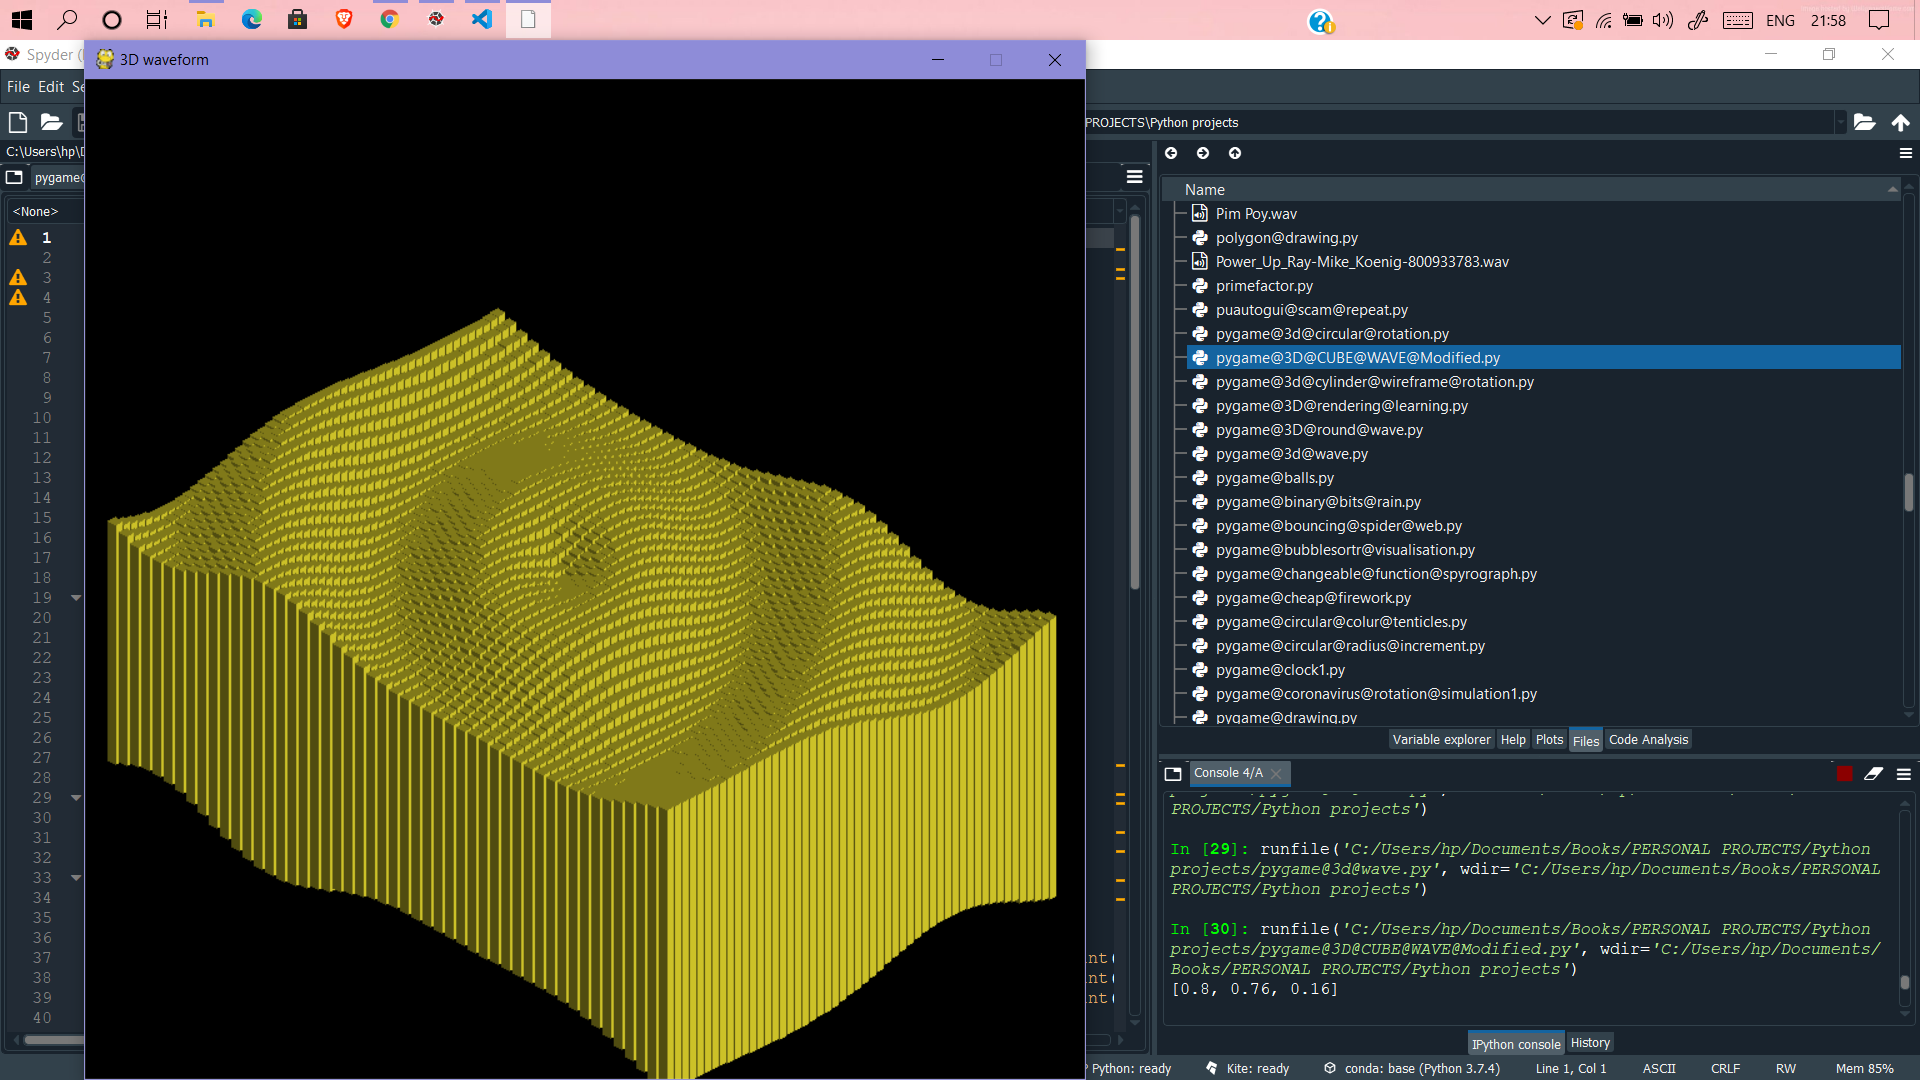 ENG
21:58
Spyder (
3D waveform
File Edit Se
PROJECTS\Python projects
C:\Users\hp\D
pygame@
<None>
1
2
3
4
5
6
7
8
9
10
11
12
13
14
15
16
17
18
19
20
21
22
23
24
25
26
27
28
29
30
31
32
33
34
35
36
37
38
39
40
nt(
nt(
nt(
Name
Pim Poy.wav
polygon@drawing.py
Power_Up_Ray-Mike_Koenig-800933783.wav
primefactor.py
puautogui@scam@repeat.py
pygame@3d@circular@rotation.py
pygame@3D@CUBE@WAVE@Modified.py
pygame@3d@cylinder@wireframe@rotation.py
pygame@3D@rendering@learning.py
pygame@3D@round@wave.py
pygame@3d@wave.py
pygame@balls.py
pygame@binary@bits@rain.py
pygame@bouncing@spider@web.py
pygame@bubblesortr@visualisation.py
pygame@changeable@function@spyrograph.py
pygame@cheap@firework.py
pygame@circular@colur@tenticles.py
pygame@circular@radius@increment.py
pygame@clock1.py
pygame@coronavirus@rotation@simulation1.py
pygame@drawing.py
Variable explorer Help Plots Files Code Analysis
Console 4/A
PROJECTS/Python projects')
In [29]: runfile('C:/Users/hp/Documents/Books/PERSONAL PROJECTS/Python
projects/pygame@3d@wave.py', wdir='C:/Users/hp/Documents/Books/PERSONAL
PROJECTS/Python projects')
In [30]: runfile('C:/Users/hp/Documents/Books/PERSONAL PROJECTS/Python
projects/pygame@3D@CUBE@WAVE@Modified.py', wdir='C:/Users/hp/Documents/
Books/PERSONAL PROJECTS/Python projects')
[0.8, 0.76, 0.16]
IPython console History
Python: ready Kite: ready conda: base (Python 3.7.4) Line 1, Col 1 ASCII CRLF RW Mem 85%